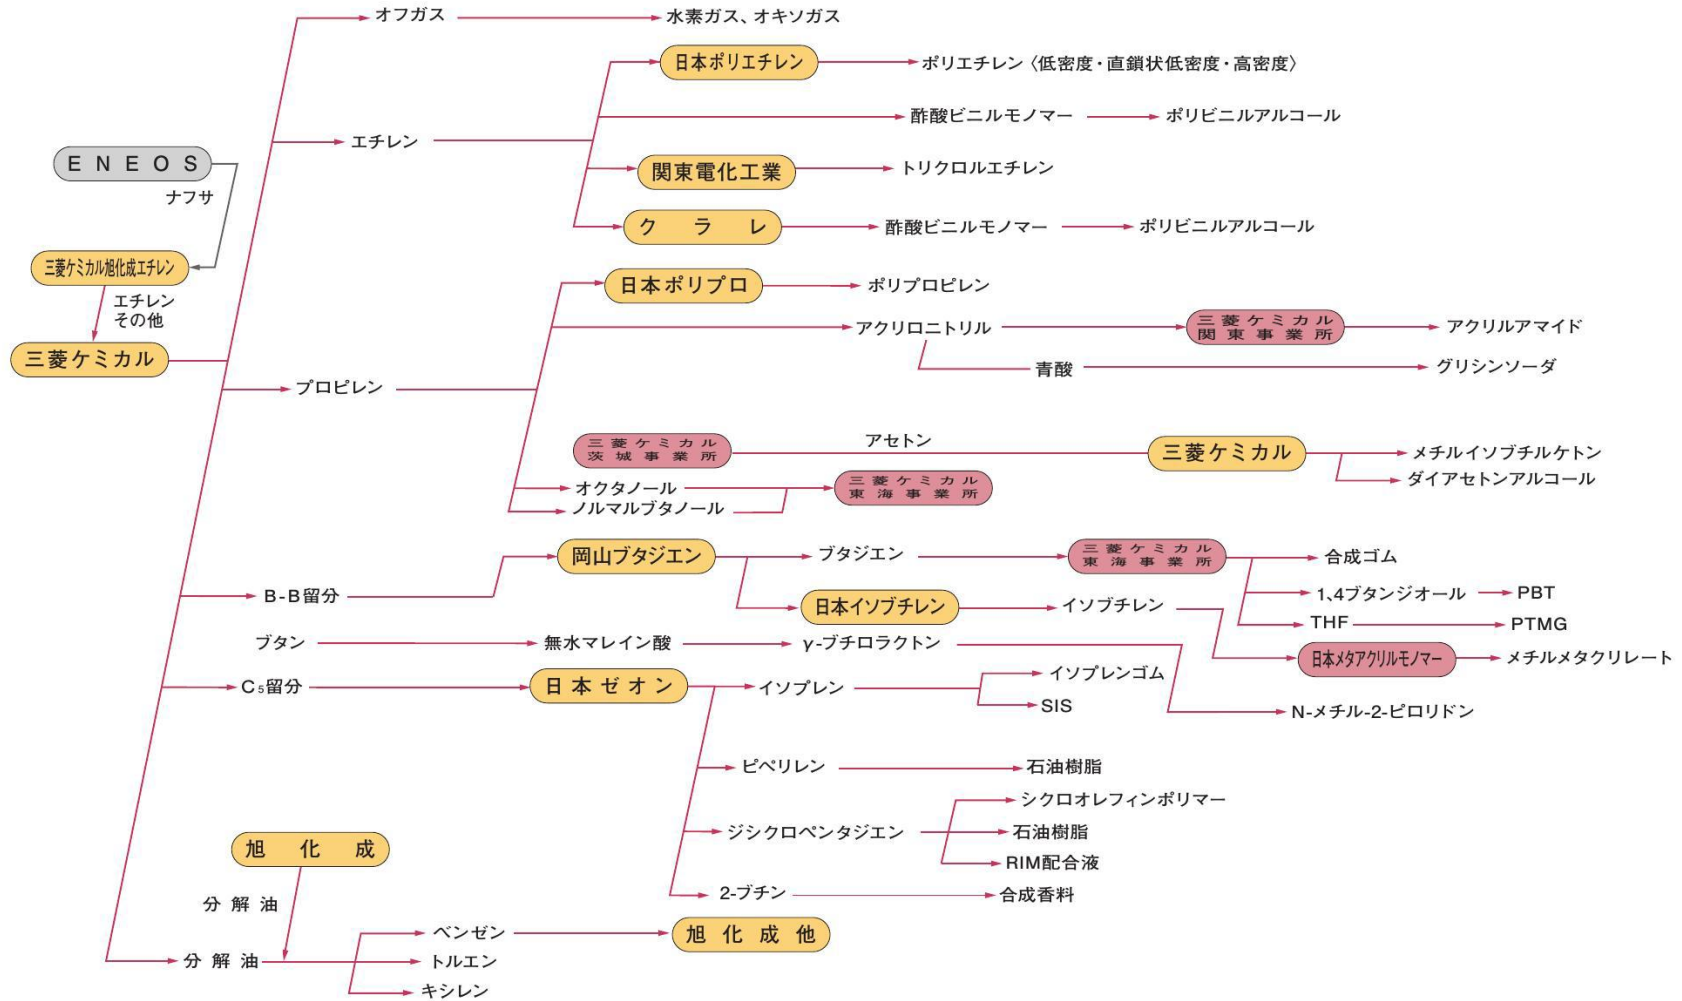 オフガス
水素ガス、オキソガス
日本ポリエチレン
ポリエチレン〈低密度・直鎖状低密度・高密度〉
酢酸ビニルモノマー
ポリビニルアルコール
エチレン
ENEOS
ナフサ
関東電化工業
トリクロルエチレン
クラレ
酢酸ビニルモノマー
ポリビニルアルコール
三菱ケミカル旭化成エチレン
エチレン
その他
三菱ケミカル
日本ポリプロ
ポリプロピレン
アクリロニトリル
三菱ケミカル
関東事業所
アクリルアマイド
青酸
グリシンソーダ
プロピレン
三菱ケミカル
茨城事業所
アセトン
三菱ケミカル
メチルイソブチルケトン
ダイアセトンアルコール
オクタノール
ノルマルブタノール
三菱ケミカル
東海事業所
岡山ブタジエン
ブタジエン
三菱ケミカル
東海事業所
合成ゴム
B-B留分
日本イソブチレン
イソブチレン
1、4ブタンジオール
PBT
THF
PTMG
ブタン
無水マレイン酸
γ-ブチロラクトン
日本メタアクリルモノマー
メチルメタクリレート
C₅留分
日本ゼオン
イソプレン
イソプレンゴム
SIS
N-メチル-2-ピロリドン
ピペリレン
石油樹脂
シクロオレフィンポリマー
ジシクロペンタジエン
石油樹脂
RIM配合液
旭化成
2-ブチン
合成香料
分解油
ベンゼン
旭化成他
分解油
トルエン
キシレン